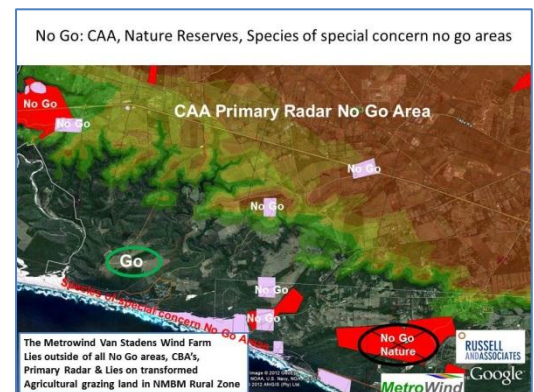 No Go: CAA, Nature Reserves, Species of special concern no go areas
No Go
CAA Primary Radar No Go Area
No Go
No Go
No Go
Go
No Go
Species of special concern No Go Area
No Go
No Go
Nature
The Metrowind Van Stadens Wind Farm
Lies outside of all No Go areas, CBA's,
Primary Radar & Lies on transformed
Agricultural grazing land in NMBM Rural Zone
RUSSELL
ANDASSOCIATES
MetroWind
Google